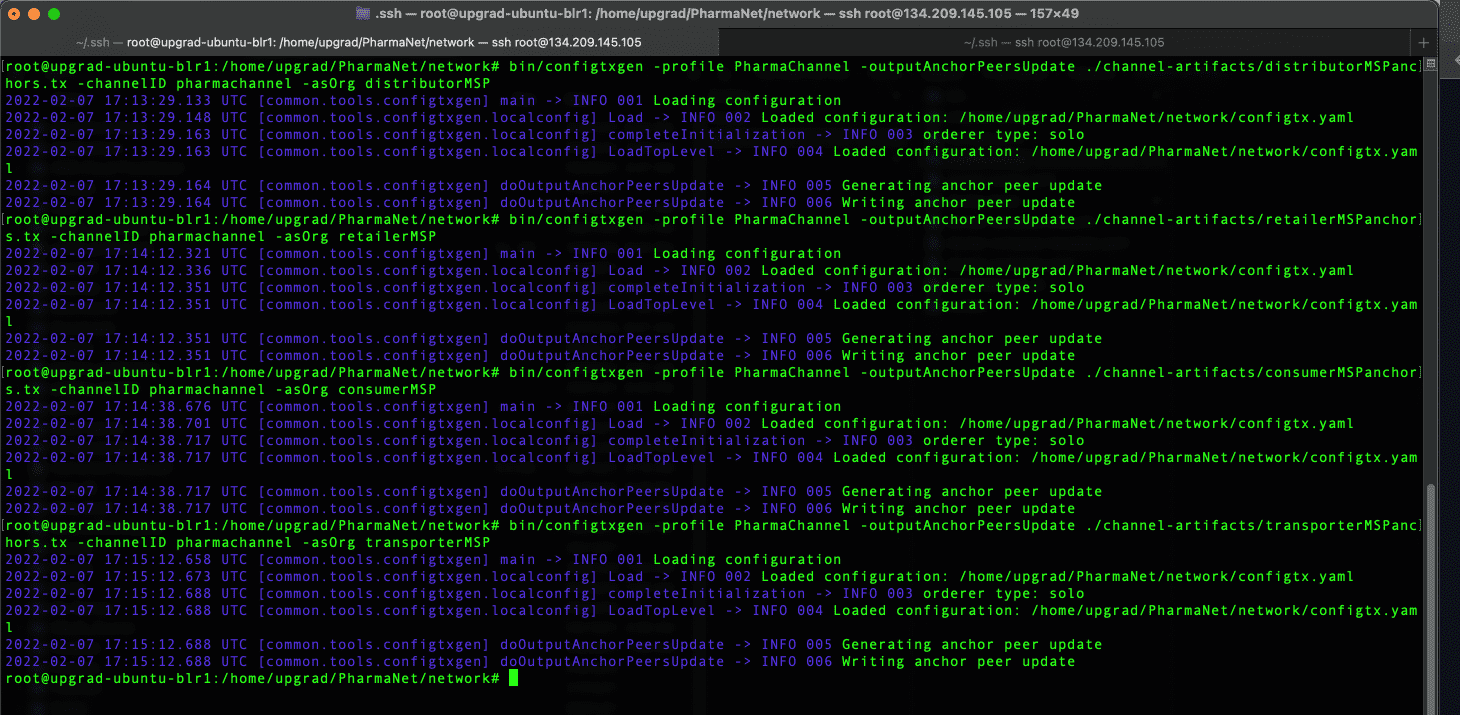 .ssh — root@upgrad-ubuntu-blr1: /home/upgrad/PharmaNet/network — ssh root@134.209.145.105 — 157×49
~/.ssh — root@upgrad-ubuntu-blr1: /home/upgrad/PharmaNet/network — ssh root@134.209.145.105
~/.ssh — ssh root@134.209.145.105
[root@upgrad-ubuntu-blr1:/home/upgrad/PharmaNet/network# bin/configtxgen -profile PharmaChannel -outputAnchorPeersUpdate ./channel-artifacts/distributorMSPanc]
hors.tx -channelID pharmachannel -asOrg distributorMSP
2022-02-07 17:13:29.133 UTC [common.tools.configtxgen] main -> INFO 001 Loading configuration
2022-02-07 17:13:29.148 UTC [common.tools.configtxgen.localconfig] Load -> INFO 002 Loaded configuration: /home/upgrad/PharmaNet/network/configtx.yaml
2022-02-07 17:13:29.163 UTC [common.tools.configtxgen.localconfig] completeInitialization -> INFO 003 orderer type: solo
2022-02-07 17:13:29.163 UTC [common.tools.configtxgen.localconfig] LoadTopLevel -> INFO 004 Loaded configuration: /home/upgrad/PharmaNet/network/configtx.yam
l
2022-02-07 17:13:29.164 UTC [common.tools.configtxgen] doOutputAnchorPeersUpdate -> INFO 005 Generating anchor peer update
2022-02-07 17:13:29.164 UTC [common.tools.configtxgen] doOutputAnchorPeersUpdate -> INFO 006 Writing anchor peer update
[root@upgrad-ubuntu-blr1:/home/upgrad/PharmaNet/network# bin/configtxgen -profile PharmaChannel -outputAnchorPeersUpdate ./channel-artifacts/retailerMSPanchor]
s.tx -channelID pharmachannel -asOrg retailerMSP
2022-02-07 17:14:12.321 UTC [common.tools.configtxgen] main -> INFO 001 Loading configuration
2022-02-07 17:14:12.336 UTC [common.tools.configtxgen.localconfig] Load -> INFO 002 Loaded configuration: /home/upgrad/PharmaNet/network/configtx.yaml
2022-02-07 17:14:12.351 UTC [common.tools.configtxgen.localconfig] completeInitialization -> INFO 003 orderer type: solo
2022-02-07 17:14:12.351 UTC [common.tools.configtxgen.localconfig] LoadTopLevel -> INFO 004 Loaded configuration: /home/upgrad/PharmaNet/network/configtx.yam
l
2022-02-07 17:14:12.351 UTC [common.tools.configtxgen] doOutputAnchorPeersUpdate -> INFO 005 Generating anchor peer update
2022-02-07 17:14:12.351 UTC [common.tools.configtxgen] doOutputAnchorPeersUpdate -> INFO 006 Writing anchor peer update
[root@upgrad-ubuntu-blr1:/home/upgrad/PharmaNet/network# bin/configtxgen -profile PharmaChannel -outputAnchorPeersUpdate ./channel-artifacts/consumerMSPanchor]
s.tx -channelID pharmachannel -asOrg consumerMSP
2022-02-07 17:14:38.676 UTC [common.tools.configtxgen] main -> INFO 001 Loading configuration
2022-02-07 17:14:38.701 UTC [common.tools.configtxgen.localconfig] Load -> INFO 002 Loaded configuration: /home/upgrad/PharmaNet/network/configtx.yaml
2022-02-07 17:14:38.717 UTC [common.tools.configtxgen.localconfig] completeInitialization -> INFO 003 orderer type: solo
2022-02-07 17:14:38.717 UTC [common.tools.configtxgen.localconfig] LoadTopLevel -> INFO 004 Loaded configuration: /home/upgrad/PharmaNet/network/configtx.yam
l
2022-02-07 17:14:38.717 UTC [common.tools.configtxgen] doOutputAnchorPeersUpdate -> INFO 005 Generating anchor peer update
2022-02-07 17:14:38.717 UTC [common.tools.configtxgen] doOutputAnchorPeersUpdate -> INFO 006 Writing anchor peer update
[root@upgrad-ubuntu-blr1:/home/upgrad/PharmaNet/network# bin/configtxgen -profile PharmaChannel -outputAnchorPeersUpdate ./channel-artifacts/transporterMSPanc]
hors.tx -channelID pharmachannel -asOrg transporterMSP
2022-02-07 17:15:12.658 UTC [common.tools.configtxgen] main -> INFO 001 Loading configuration
2022-02-07 17:15:12.673 UTC [common.tools.configtxgen.localconfig] Load -> INFO 002 Loaded configuration: /home/upgrad/PharmaNet/network/configtx.yaml
2022-02-07 17:15:12.688 UTC [common.tools.configtxgen.localconfig] completeInitialization -> INFO 003 orderer type: solo
2022-02-07 17:15:12.688 UTC [common.tools.configtxgen.localconfig] LoadTopLevel -> INFO 004 Loaded configuration: /home/upgrad/PharmaNet/network/configtx.yam
l
2022-02-07 17:15:12.688 UTC [common.tools.configtxgen] doOutputAnchorPeersUpdate -> INFO 005 Generating anchor peer update
2022-02-07 17:15:12.688 UTC [common.tools.configtxgen] doOutputAnchorPeersUpdate -> INFO 006 Writing anchor peer update
root@upgrad-ubuntu-blr1:/home/upgrad/PharmaNet/network#